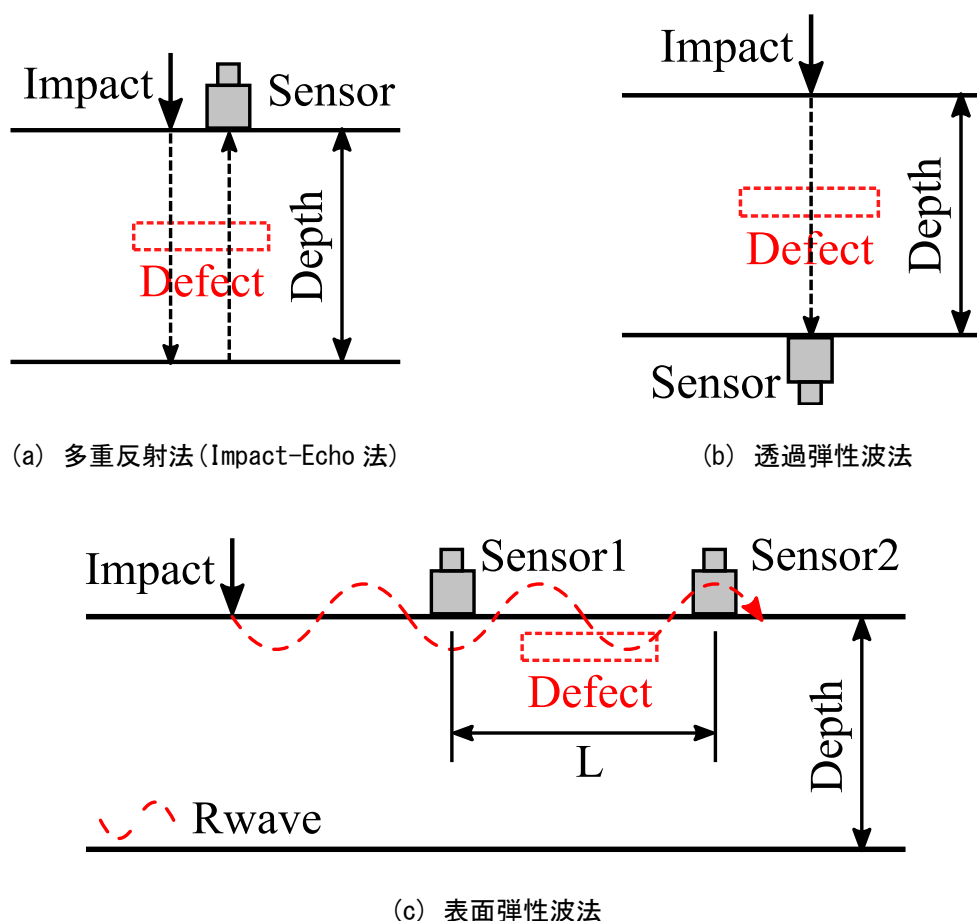 Impact
Sensor
Depth
Defect
(a) 多重反射法(Impact-Echo 法)
Impact
Depth
Defect
Sensor
(b) 透過弾性波法
Impact
Sensor1
Sensor2
Defect
L
Depth
Rwave
(c) 表面弾性波法